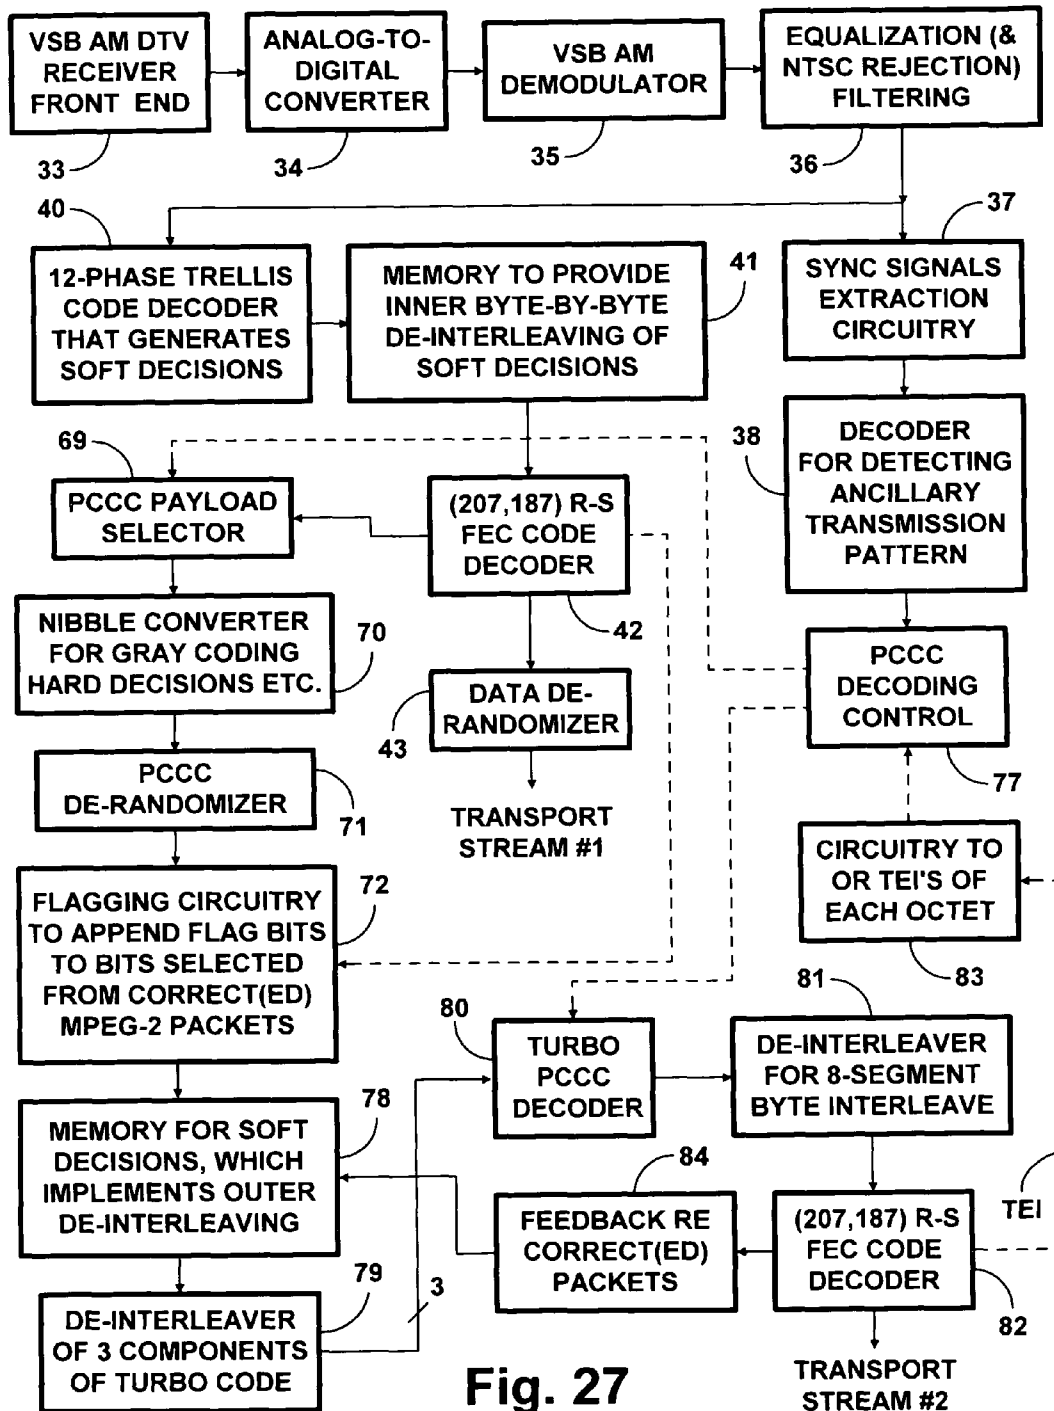 VSB AM DTV
RECEIVER
FRONT END
33
ANALOG-TO-
DIGITAL
CONVERTER
34
VSB AM
DEMODULATOR
35
EQUALIZATION (&
NTSC REJECTION)
FILTERING
36
40
12-PHASE TRELLIS
CODE DECODER
THAT GENERATES
SOFT DECISIONS
MEMORY TO PROVIDE
INNER BYTE-BY-BYTE
DE-INTERLEAVING OF
SOFT DECISIONS
41
37
SYNC SIGNALS
EXTRACTION
CIRCUITRY
38
DECODER
FOR DETECTING
ANCILLARY
TRANSMISSION
PATTERN
69
PCCC PAYLOAD
SELECTOR
(207,187) R-S
FEC CODE
DECODER
42
NIBBLE CONVERTER
FOR GRAY CODING
HARD DECISIONS ETC.
70
43
DATA DE-
RANDOMIZER
PCCC
DECODING
CONTROL
77
PCCC
DE-RANDOMIZER
71
TRANSPORT
STREAM #1
CIRCUITRY TO
OR TEI'S OF
EACH OCTET
83
FLAGGING CIRCUITRY
TO APPEND FLAG BITS
TO BITS SELECTED
FROM CORRECT(ED)
MPEG-2 PACKETS
72
80
TURBO
PCCC
DECODER
81
DE-INTERLEAVER
FOR 8-SEGMENT
BYTE INTERLEAVE
MEMORY FOR SOFT
DECISIONS, WHICH
IMPLEMENTS OUTER
DE-INTERLEAVING
78
84
FEEDBACK RE
CORRECT(ED)
PACKETS
(207,187) R-S
FEC CODE
DECODER
82
TEI
DE-INTERLEAVER
OF 3 COMPONENTS
OF TURBO CODE
79
3
TRANSPORT
STREAM #2
Fig. 27